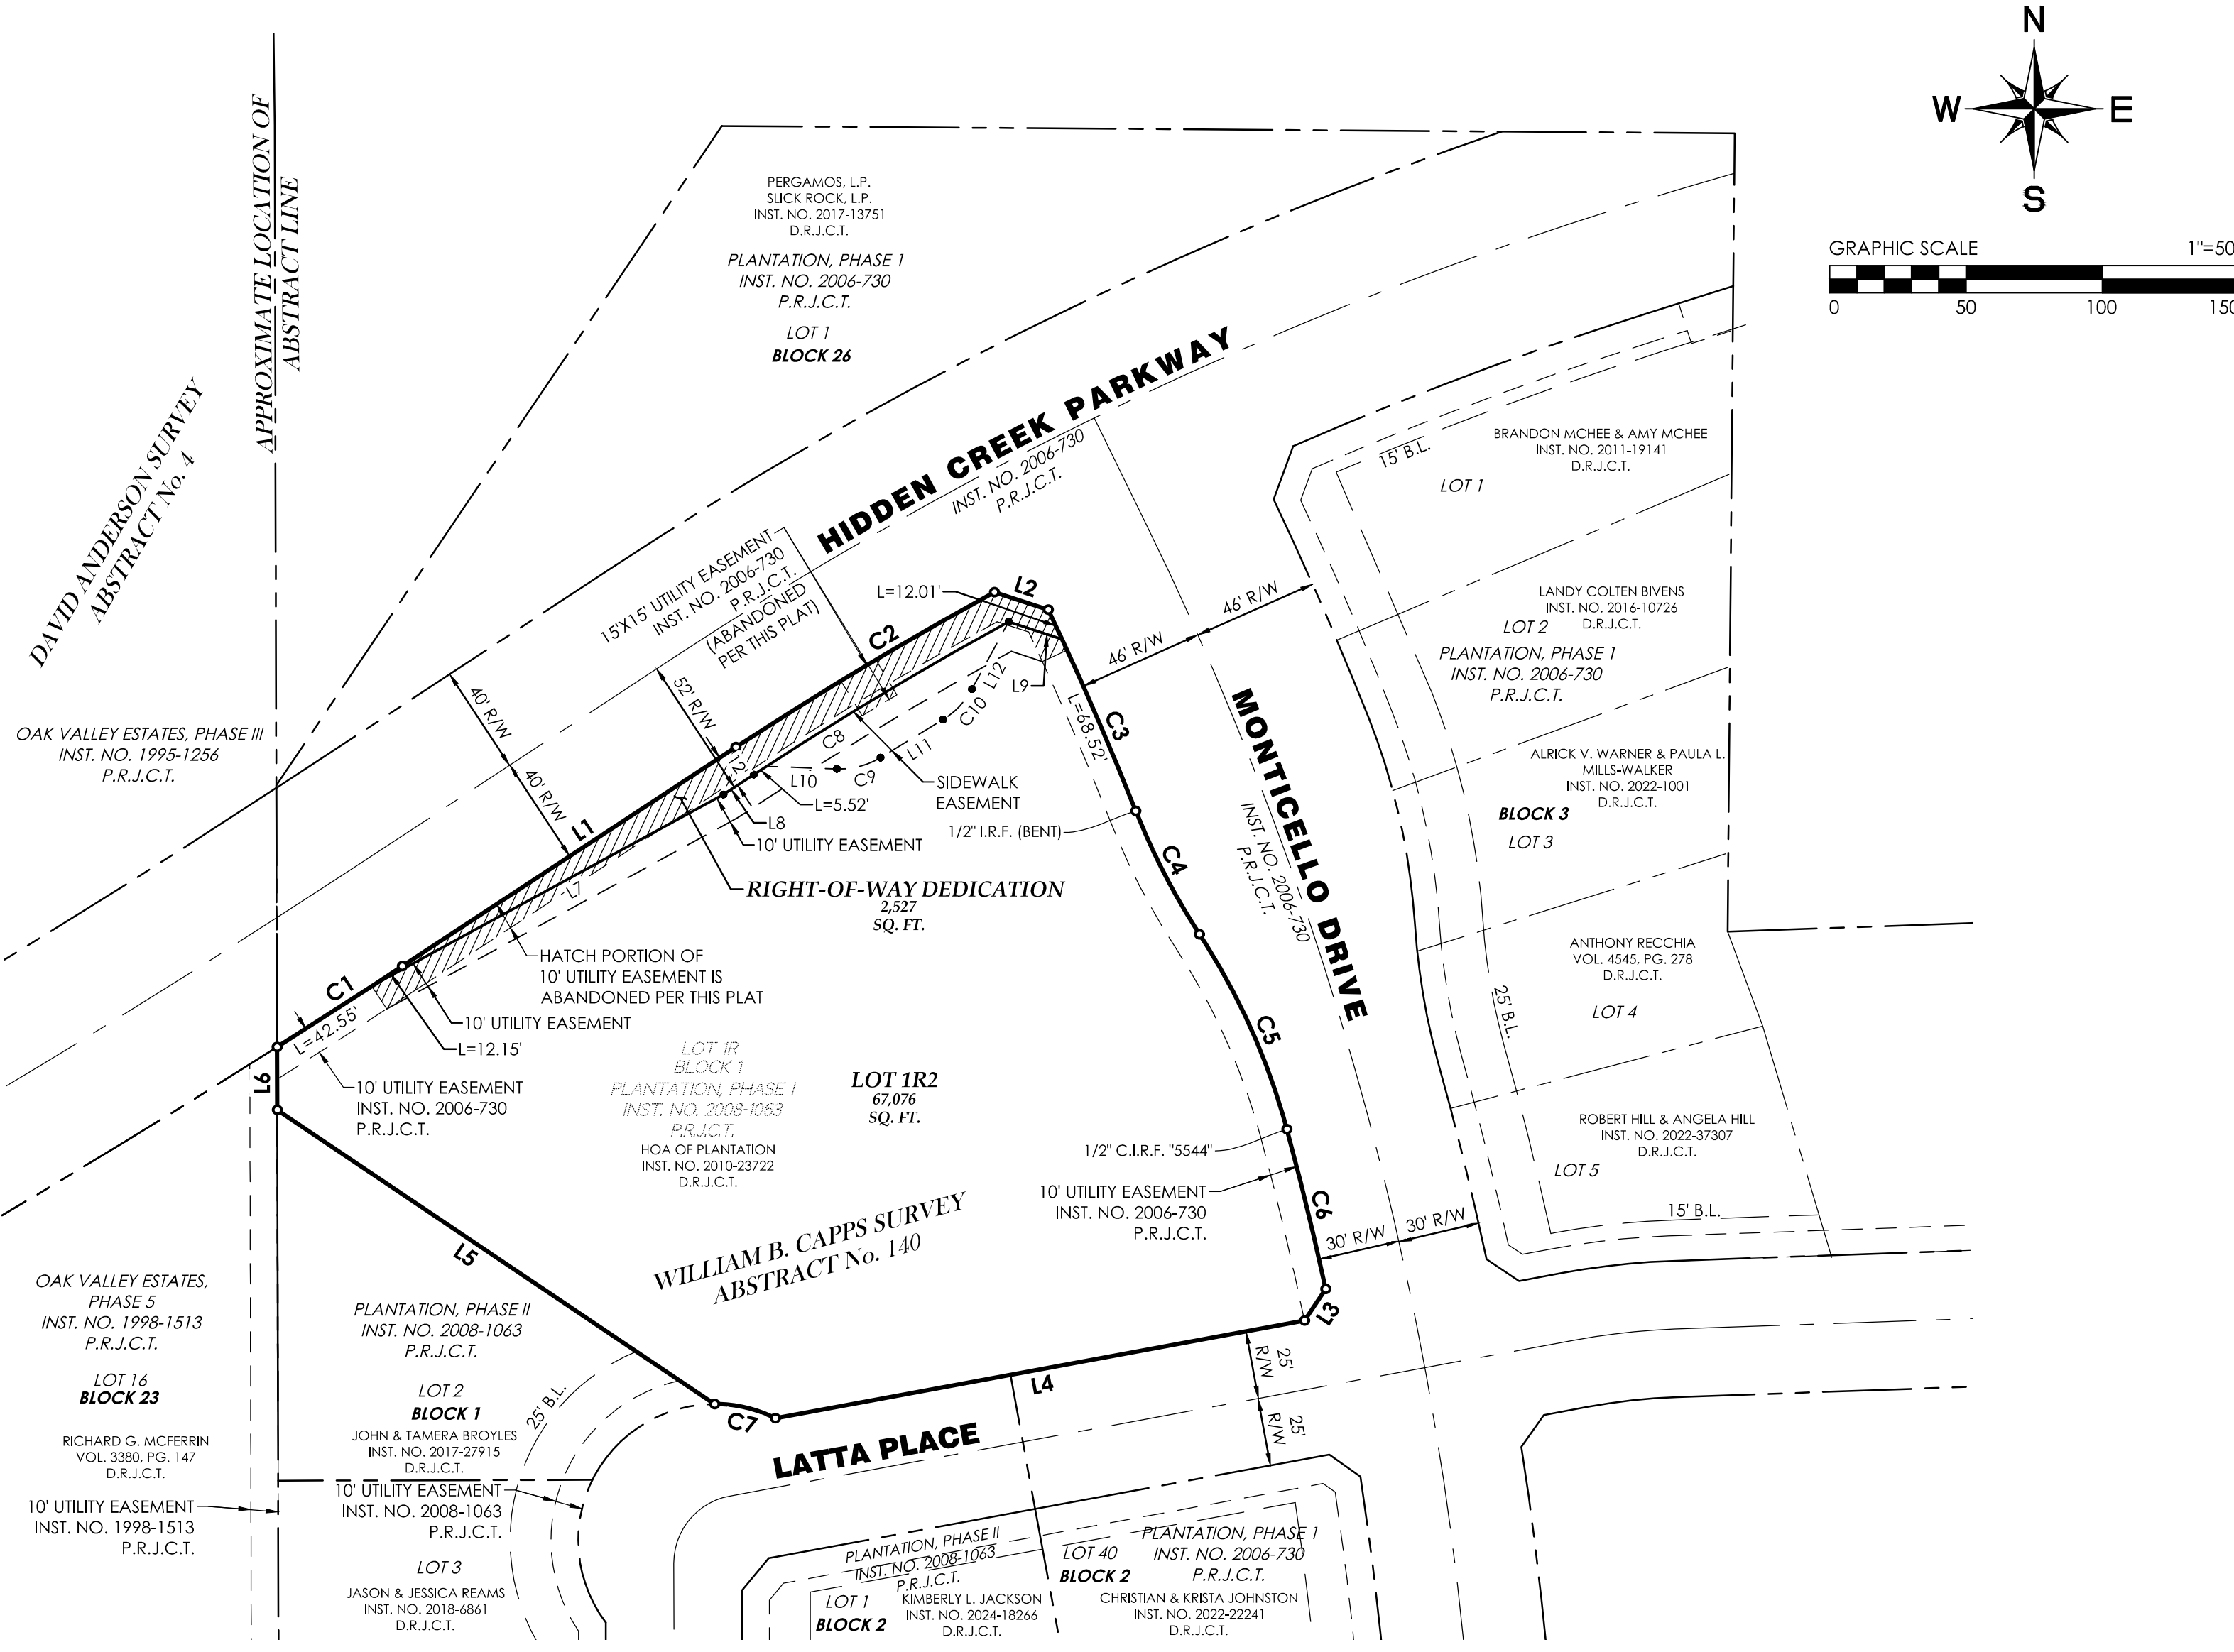 N
W
E
S
GRAPHIC SCALE
1"=50
0
50
100
150
APPROXIMATE LOCATION OF
ABSTRACT LINE
DAVID ANDERSON SURVEY
ABSTRACT No. 4
PERGAMOS, L.P.
SLICK ROCK, L.P.
INST. NO. 2017-13751
D.R.J.C.T.
PLANTATION, PHASE 1
INST. NO. 2006-730
P.R.J.C.T.
LOT 1
BLOCK 26
HIDDEN CREEK PARKWAY
INST. NO. 2006-730
P.R.J.C.T.
15' B.L.
BRANDON MCHEE & AMY MCHEE
INST. NO. 2011-19141
D.R.J.C.T.
LOT 1
15'X15' UTILITY EASEMENT
INST. NO. 2006-730
P.R.J.C.T.
(ABANDONED
PER THIS PLAT)
L=12.01'
L2
C2
46' R/W
46' R/W
LANDY COLTEN BIVENS
INST. NO. 2016-10726
D.R.J.C.T.
LOT 2
PLANTATION, PHASE 1
INST. NO. 2006-730
P.R.J.C.T.
OAK VALLEY ESTATES, PHASE III
INST. NO. 1995-1256
P.R.J.C.T.
40' R/W
40' R/W
52' R/W
12'
L9
L12
C10
L11
C9
C8
L10
L=5.52'
L8
L=68.52'
C3
SIDEWALK
EASEMENT
1/2" I.R.F. (BENT)
10' UTILITY EASEMENT
MONTICELLO DRIVE
INST. NO. 2006-730
P.R.J.C.T.
ALRICK V. WARNER & PAULA L.
MILLS-WALKER
INST. NO. 2022-1001
D.R.J.C.T.
BLOCK 3
LOT 3
L1
L7
C4
RIGHT-OF-WAY DEDICATION
2,527
SQ. FT.
HATCH PORTION OF
10' UTILITY EASEMENT IS
ABANDONED PER THIS PLAT
ANTHONY RECCHIA
VOL. 4545, PG. 278
D.R.J.C.T.
LOT 4
25' B.L.
C1
L=42.55'
10' UTILITY EASEMENT
L=12.15'
C5
L6
10' UTILITY EASEMENT
INST. NO. 2006-730
P.R.J.C.T.
LOT 1R
BLOCK 1
PLANTATION, PHASE I
INST. NO. 2008-1063
P.R.J.C.T.
HOA OF PLANTATION
INST. NO. 2010-23722
D.R.J.C.T.
LOT 1R2
67,076
SQ. FT.
1/2" C.I.R.F. "5544"
10' UTILITY EASEMENT
INST. NO. 2006-730
P.R.J.C.T.
C6
30' R/W
30' R/W
ROBERT HILL & ANGELA HILL
INST. NO. 2022-37307
D.R.J.C.T.
LOT 5
15' B.L.
L5
WILLIAM B. CAPPS SURVEY
ABSTRACT No. 140
L3
OAK VALLEY ESTATES,
PHASE 5
INST. NO. 1998-1513
P.R.J.C.T.
LOT 16
BLOCK 23
RICHARD G. MCFERRIN
VOL. 3380, PG. 147
D.R.J.C.T.
10' UTILITY EASEMENT
INST. NO. 1998-1513
P.R.J.C.T.
PLANTATION, PHASE II
INST. NO. 2008-1063
P.R.J.C.T.
LOT 2
BLOCK 1
JOHN & TAMERA BROYLES
INST. NO. 2017-27915
D.R.J.C.T.
25' B.L.
10' UTILITY EASEMENT
INST. NO. 2008-1063
P.R.J.C.T.
LOT 3
JASON & JESSICA REAMS
INST. NO. 2018-6861
D.R.J.C.T.
C7
L4
25'
R/W
25'
R/W
LATTA PLACE
PLANTATION, PHASE II
INST. NO. 2008-1063
P.R.J.C.T.
LOT 1
BLOCK 2
KIMBERLY L. JACKSON
INST. NO. 2024-18266
D.R.J.C.T.
LOT 40
BLOCK 2
PLANTATION, PHASE 1
INST. NO. 2006-730
P.R.J.C.T.
CHRISTIAN & KRISTA JOHNSTON
INST. NO. 2022-22241
D.R.J.C.T.